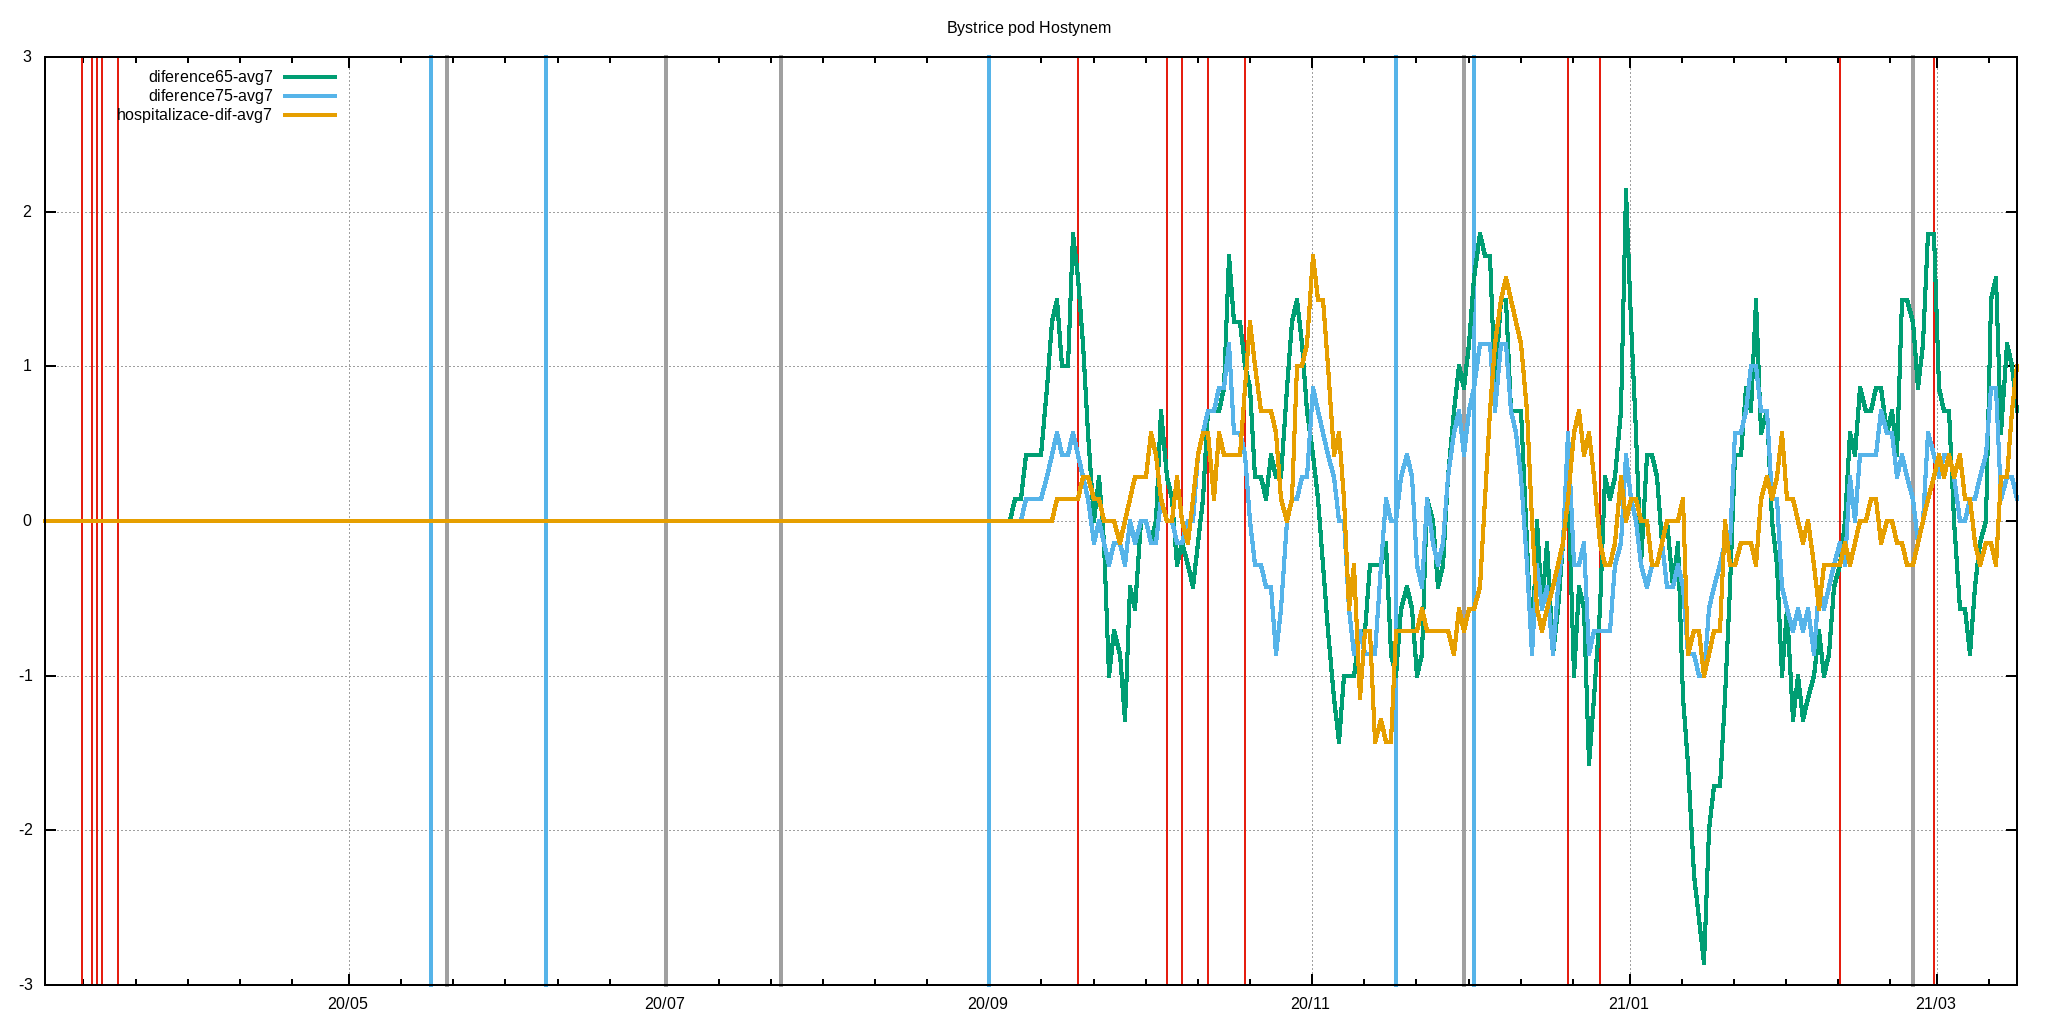 Bystrice pod Hostynem
diference65-avg7
diference75-avg7
hospitalizace-dif-avg7
3
2
1
0
-1
-2
-3
20/05 20/07 20/09 20/11 21/01 21/03